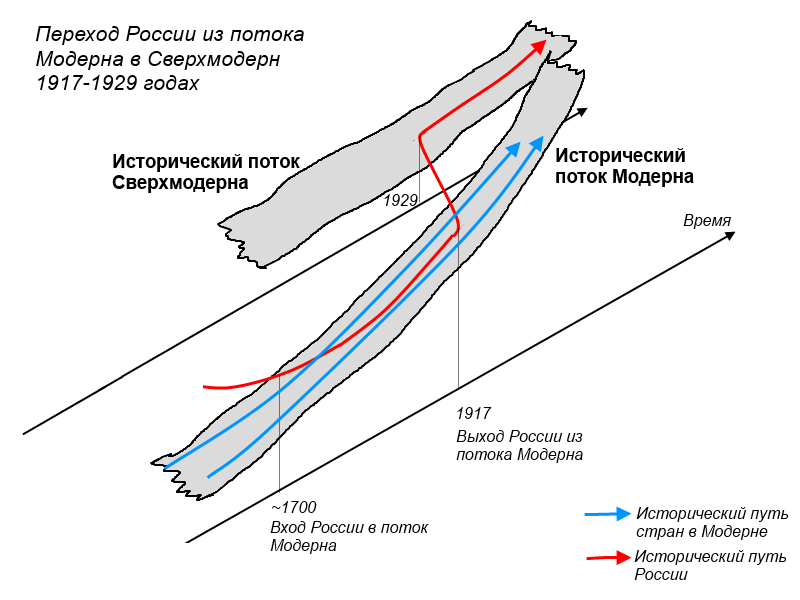 Переход России из потока
Модерна в Сверхмодерн
1917-1929 годах
Исторический поток
Сверхмодерна
Исторический
поток Модерна
1929
Время
1917
Выход России из
потока Модерна
~1700
Вход России в поток
Модерна
Исторический путь
стран в Модерне
Исторический путь
России